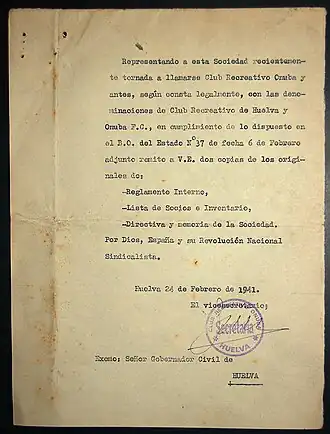 Representando a esta Sociedad recientemente
tornada a llamarse Club Recreativo Onuba y
antes, según consta legalmente, con las deno-
minaciones de Club Recreativo de Huelva y
Onuba F.C., en cumplimiento de lo dispuesto en
el B.O. del Estado Nº37 de fecha 6 de Febrero
adjunto remito a V.E. dos copias de los origi-
nales de:
—Reglamento Interno,
—Lista de Socios e Inventario,
—Directiva y memoria de la Sociedad.
Por Dios, España y su Revolución Nacional
Sindicalista.
Huelva 24 de Febrero de 1941.
El vicesecretario;
Secretaría
HUELVA
Excmo; Señor Gobernador Civil de
HUELVA